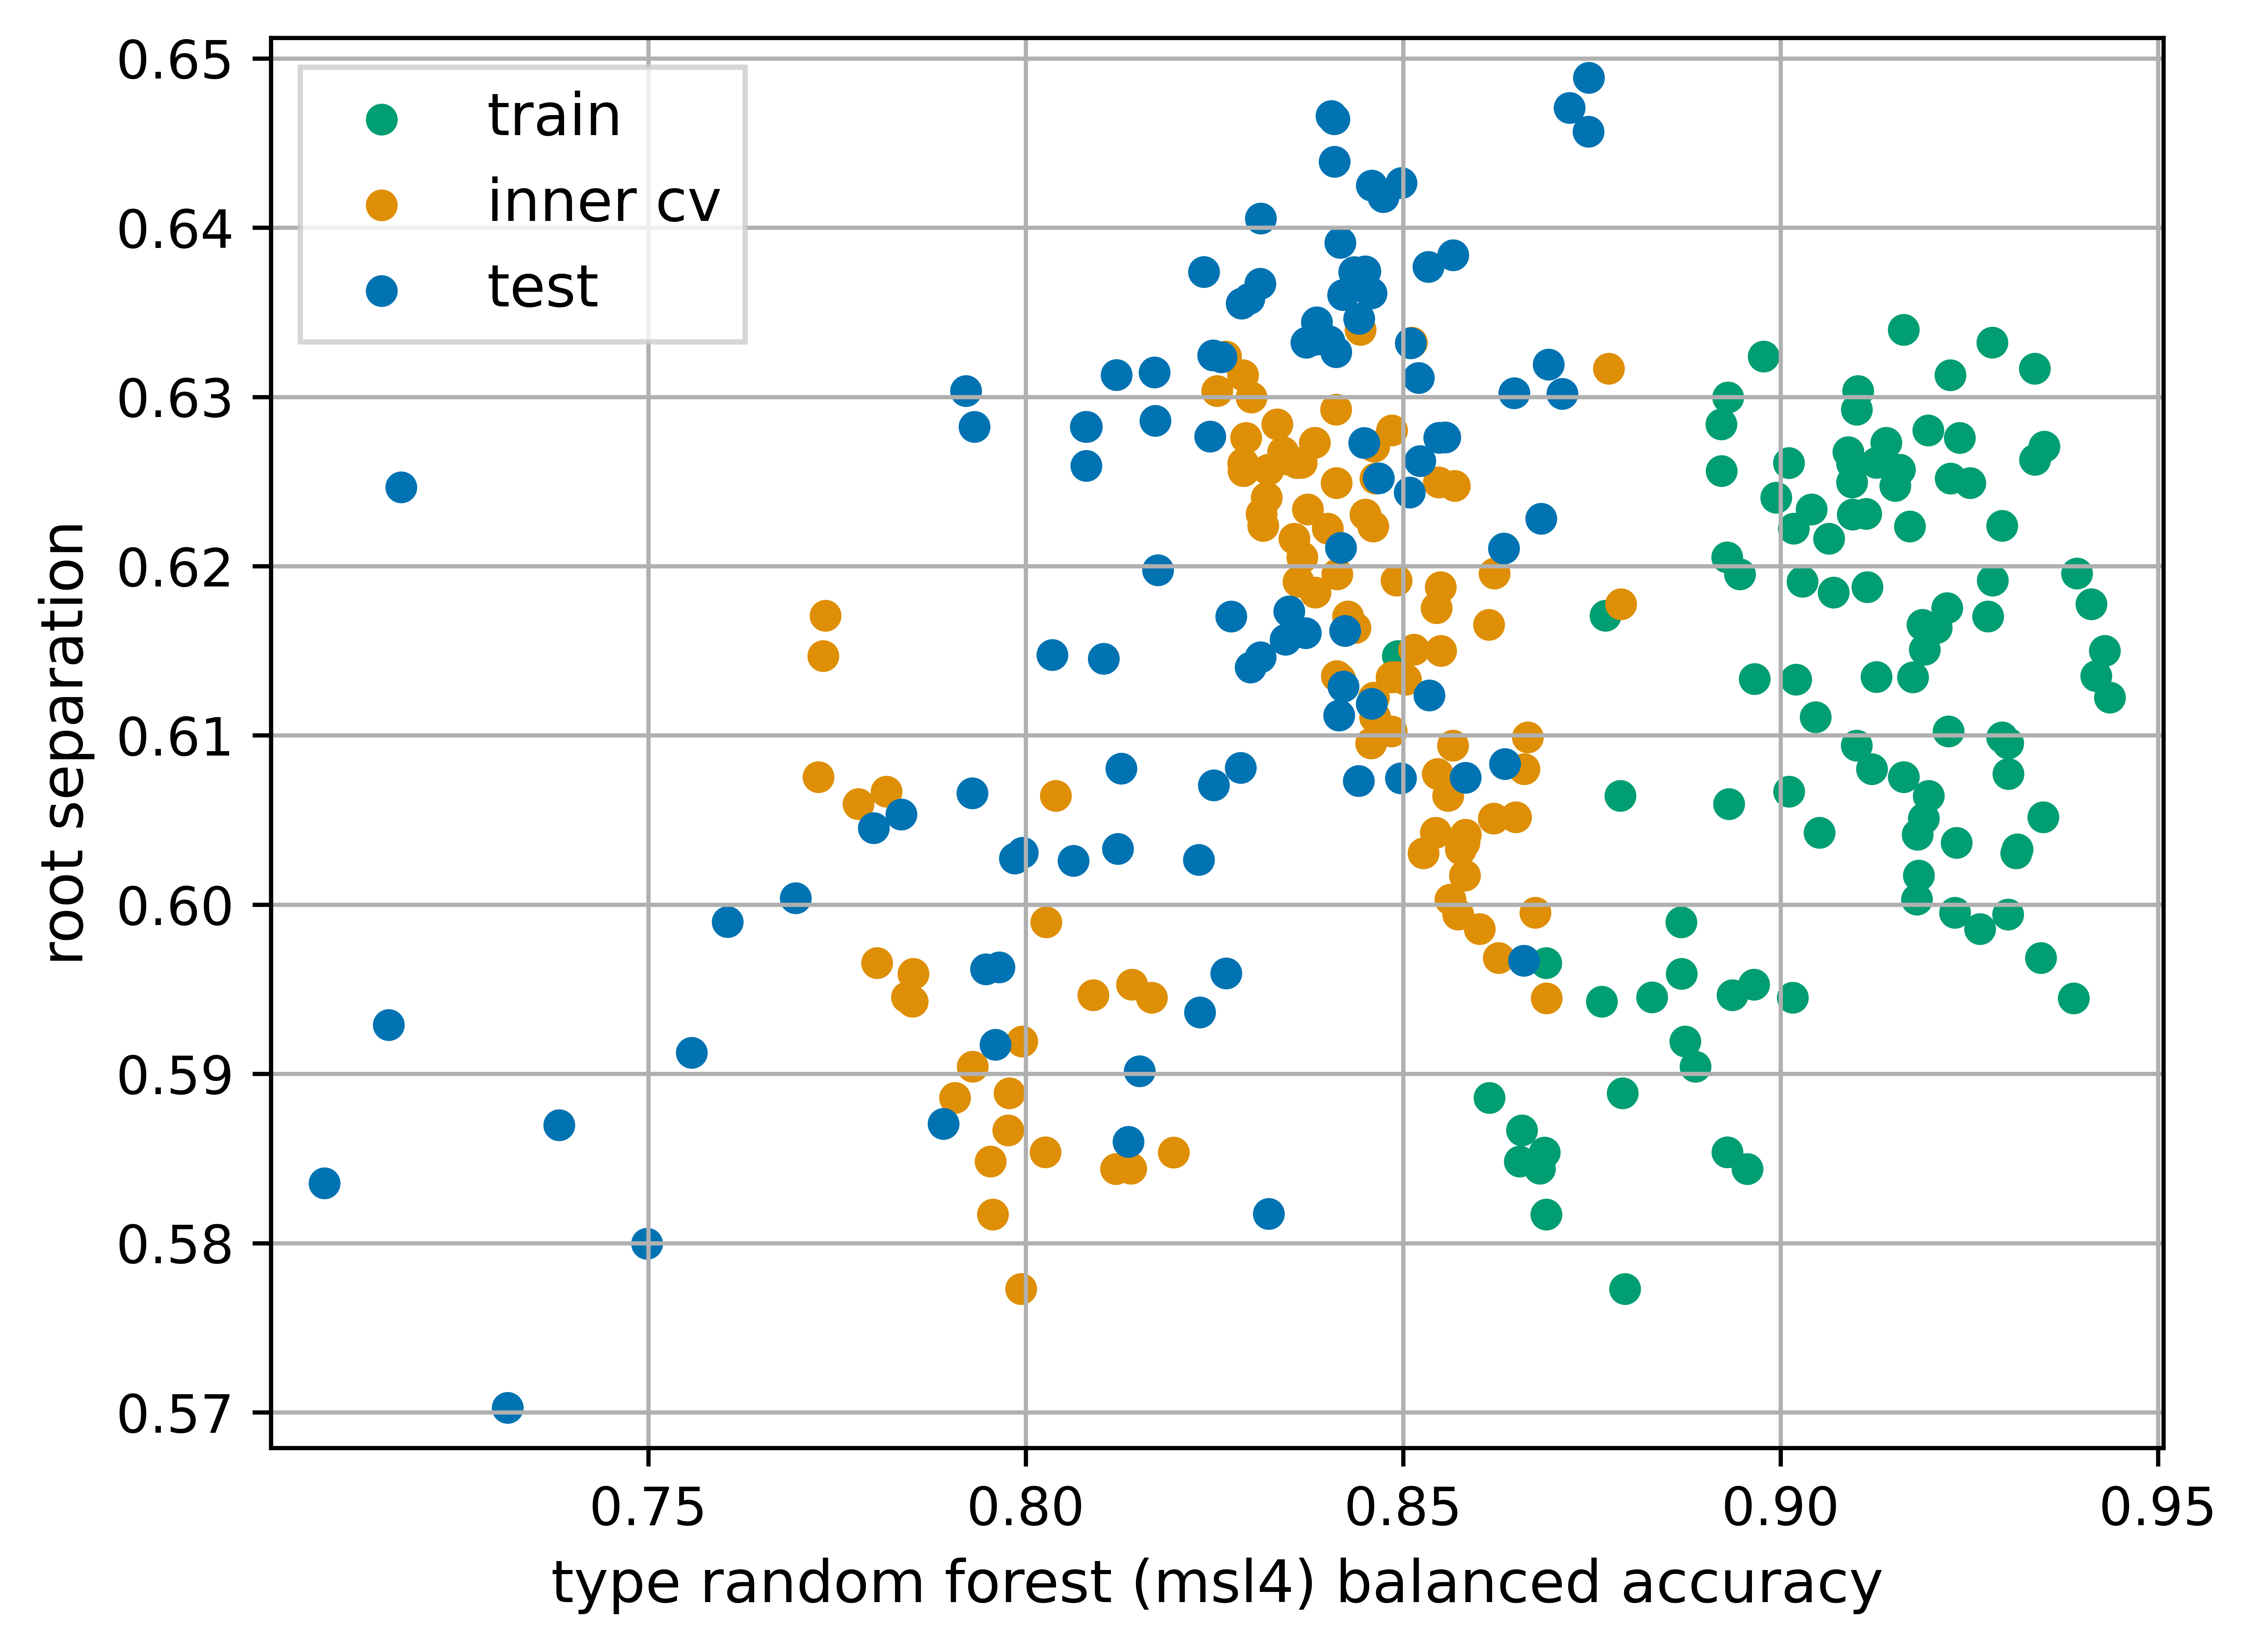 0.65
0.64
0.63
0.62
0.61
0.60
0.59
0.58
0.57
root separation
train
inner cv
test
0.75 0.80 0.85 0.90 0.95
type random forest (msl4) balanced accuracy